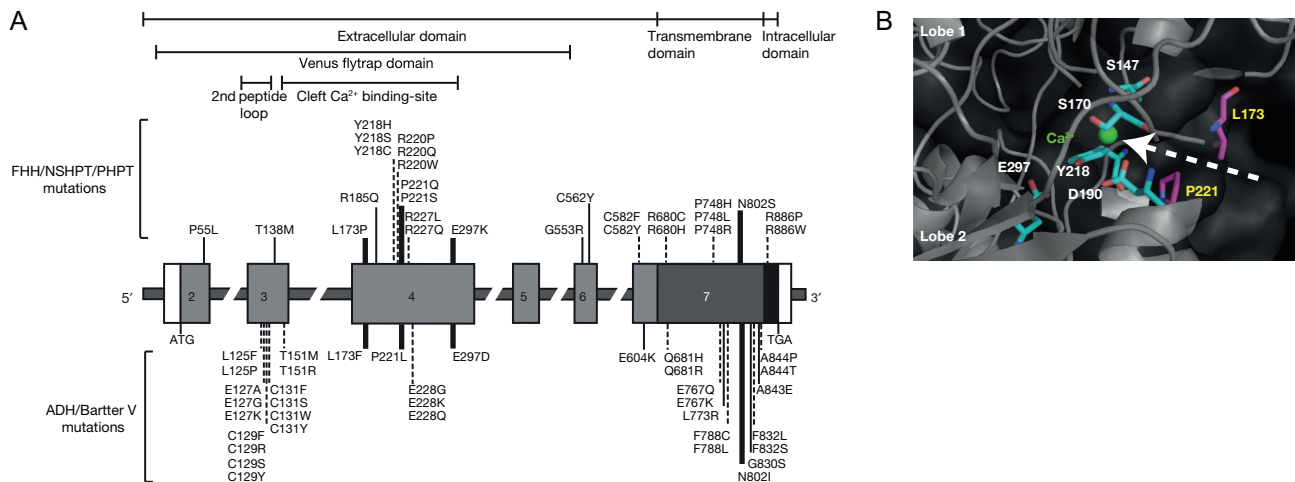 A
Extracellular domain
Transmembrane
domain
Intracellular
domain
Venus flytrap domain
2nd peptide
loop
Cleft Ca²⁺ binding-site
FHH/NSHPT/PHPT
mutations
P55L
T138M
L173P
R185Q
Y218H
Y218S
Y218C
R220P
R220Q
R220W
P221Q
P221S
R227L
R227Q
E297K
G553R
C562Y
C582F
C582Y
R680C
R680H
P748H
P748L
P748R
N802S
R886P
R886W
5′
2
3
4
5
6
7
3′
ATG
TGA
ADH/Bartter V
mutations
L125F
L125P
E127A
E127G
E127K
C129F
C129R
C129S
C129Y
T151M
T151R
C131F
C131S
C131W
C131Y
L173F
P221L
E297D
E228G
E228K
E228Q
E604K
Q681H
Q681R
E767Q
E767K
L773R
F788C
F788L
A844P
A844T
A843E
F832L
F832S
G830S
N802I
B
Lobe 1
S147
S170
L173
Ca²⁺
E297
Y218
D190
P221
Lobe 2